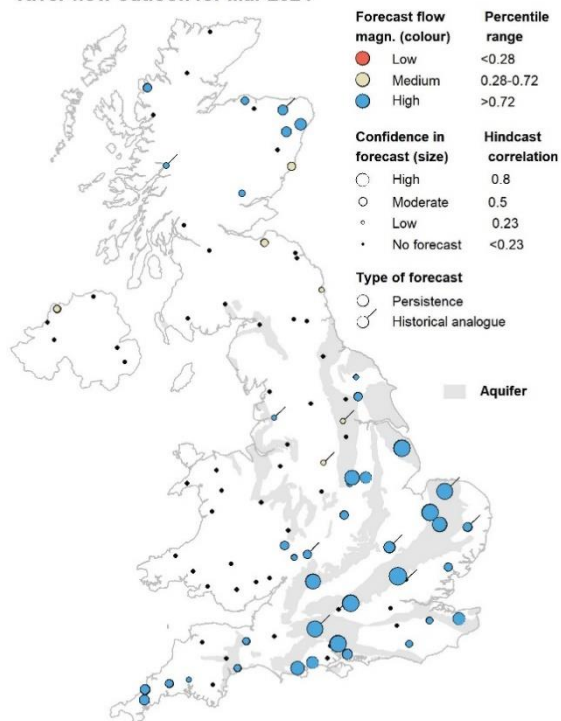 Forecast flow Percentile
magn. (colour) range
Low <0.28
Medium 0.28-0.72
High >0.72
Confidence in Hindcast
forecast (size) correlation
High 0.8
Moderate 0.5
Low 0.23
No forecast <0.23
Type of forecast
Persistence
Historical analogue
Aquifer